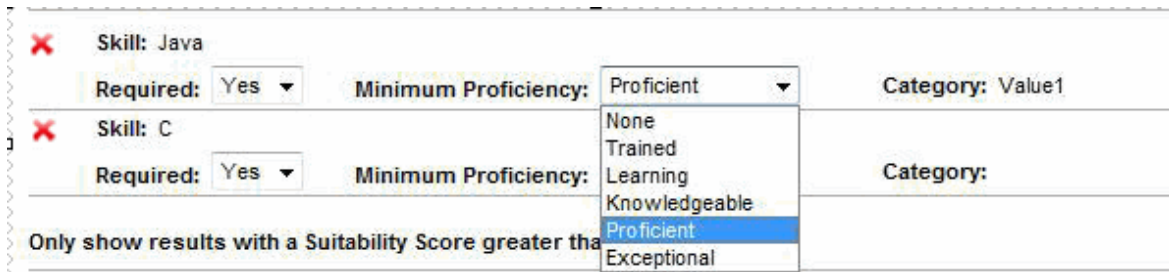 Skill: Java
Required: Yes Minimum Proficiency: Proficient Category: Value1
None
Skill: C
Trained
Required: Yes Minimum Proficiency: Learning Category:
Knowledgeable
Proficient
Only show results with a Suitability Score greater tha
Exceptional